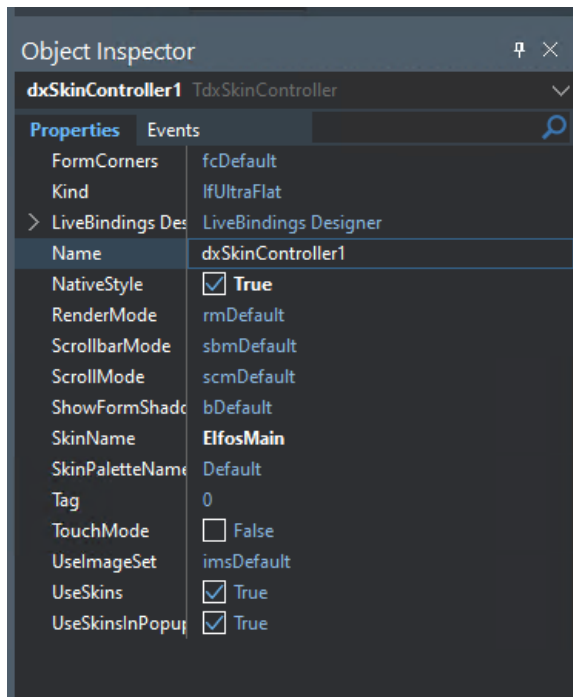 Object Inspector
dxSkinController1 TdxSkinController
Properties Events
FormCorners fcDefault
Kind lfUltraFlat
LiveBindings Des LiveBindings Designer
Name dxSkinController1
NativeStyle True
RenderMode rmDefault
ScrollbarMode sbmDefault
ScrollMode scmDefault
ShowFormShado bDefault
SkinName ElfosMain
SkinPaletteName Default
Tag 0
TouchMode False
UseImageSet imsDefault
UseSkins True
UseSkinsInPopup True